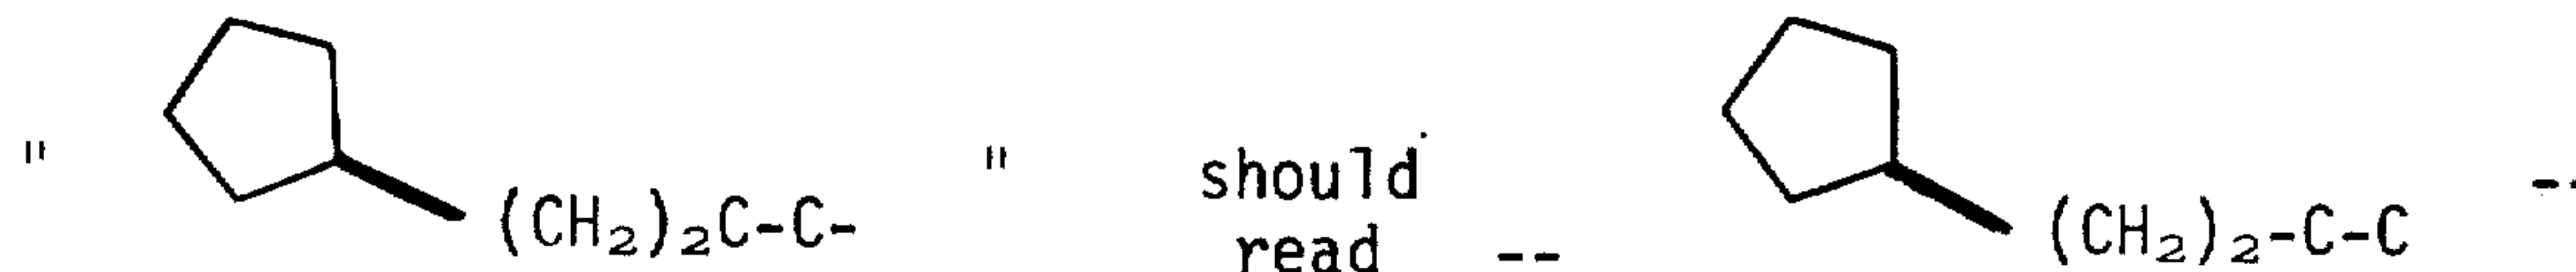 " (CH₂)₂C-C- " should read -- (CH₂)₂-C-C --